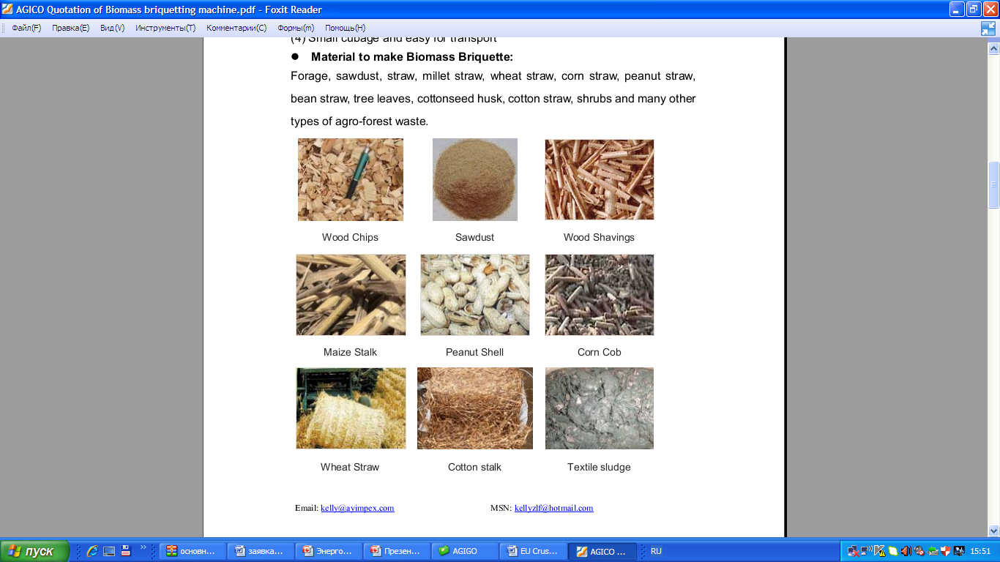 AGICO Quotation of Biomass briquetting machine.pdf - Foxit Reader
Файл(F) Правка(E) Вид(V) Инструменты(T) Комментарии(C) Формы(m) Помощь(H)
(4) Small cubage and easy for transport
● Material to make Biomass Briquette:
Forage, sawdust, straw, millet straw, wheat straw, corn straw, peanut straw,
bean straw, tree leaves, cottonseed husk, cotton straw, shrubs and many other
types of agro-forest waste.
Wood Chips Sawdust Wood Shavings
Maize Stalk Peanut Shell Corn Cob
Wheat Straw Cotton stalk Textile sludge
Email: kelly@ayimpex.com MSN: kellyzlf@hotmail.com
пуск основн... заявка... Энерго... Презен... AGIGO EU Crus... AGICO ... RU 15:51